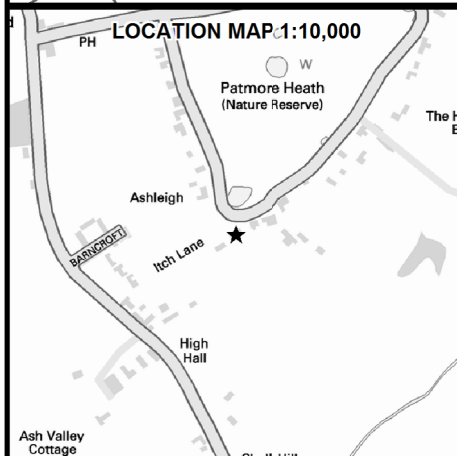 LOCATION MAP 1:10,000
PH
W
Patmore Heath
(Nature Reserve)
The H
Ashleigh
BARNCROFT
Itch Lane
High
Hall
Ash Valley
Cottage